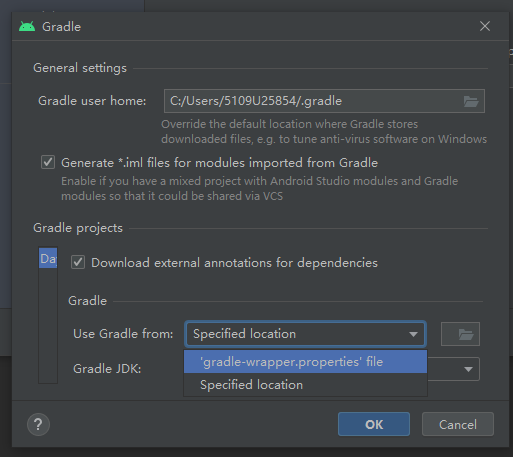 Gradle
General settings
Gradle user home:
C:/Users/5109U25854/.gradle
Override the default location where Gradle stores
downloaded files, e.g. to tune anti-virus software on Windows
Generate *.iml files for modules imported from Gradle
Enable if you have a mixed project with Android Studio modules and Gradle
modules so that it could be shared via VCS
Gradle projects
Download external annotations for dependencies
Gradle
Use Gradle from:
Specified location
'gradle-wrapper.properties' file
Gradle JDK:
Specified location
?
OK
Cancel